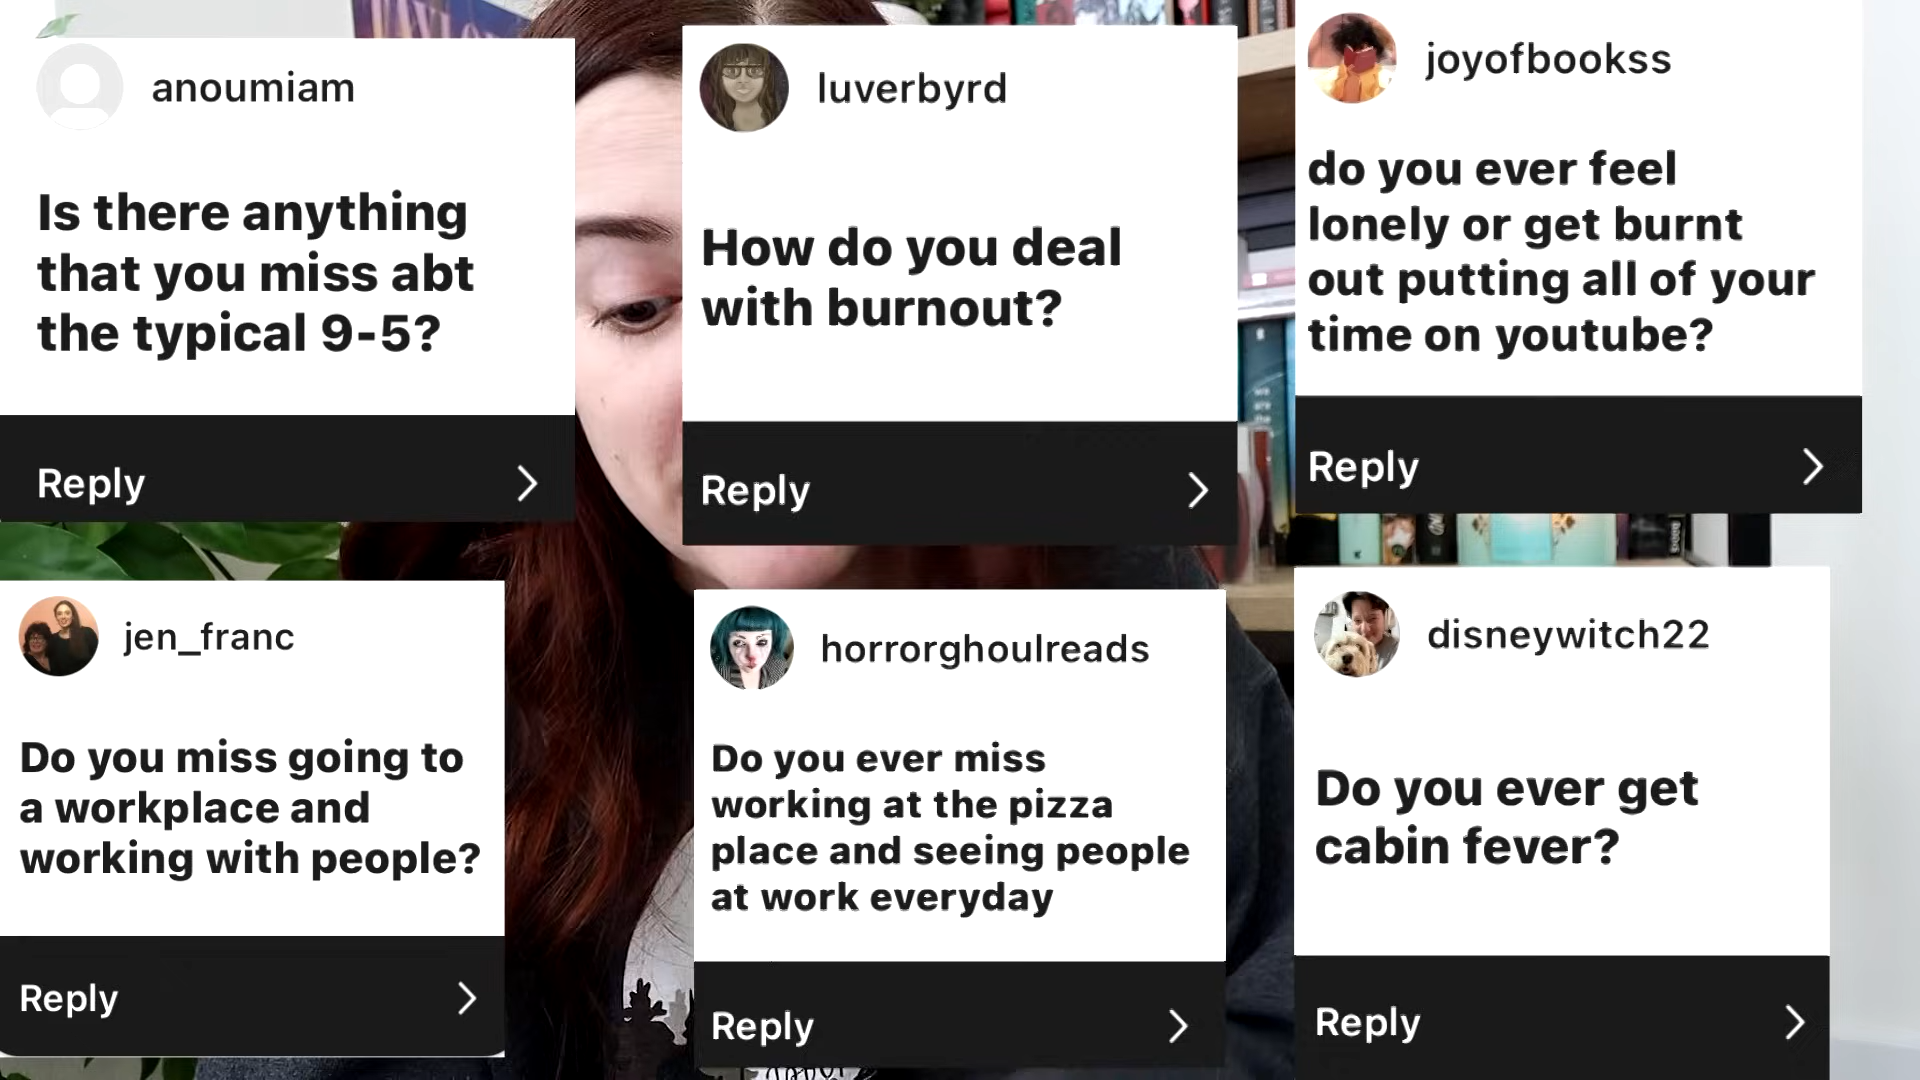 anoumiam
Is there anything
that you miss abt
the typical 9-5?
Reply
luverbyrd
How do you deal
with burnout?
Reply
joyofbookss
do you ever feel
lonely or get burnt
out putting all of your
time on youtube?
Reply
jen_franc
Do you miss going to
a workplace and
working with people?
Reply
horrorghoulreads
Do you ever miss
working at the pizza
place and seeing people
at work everyday
Reply
disneywitch22
Do you ever get
cabin fever?
Reply